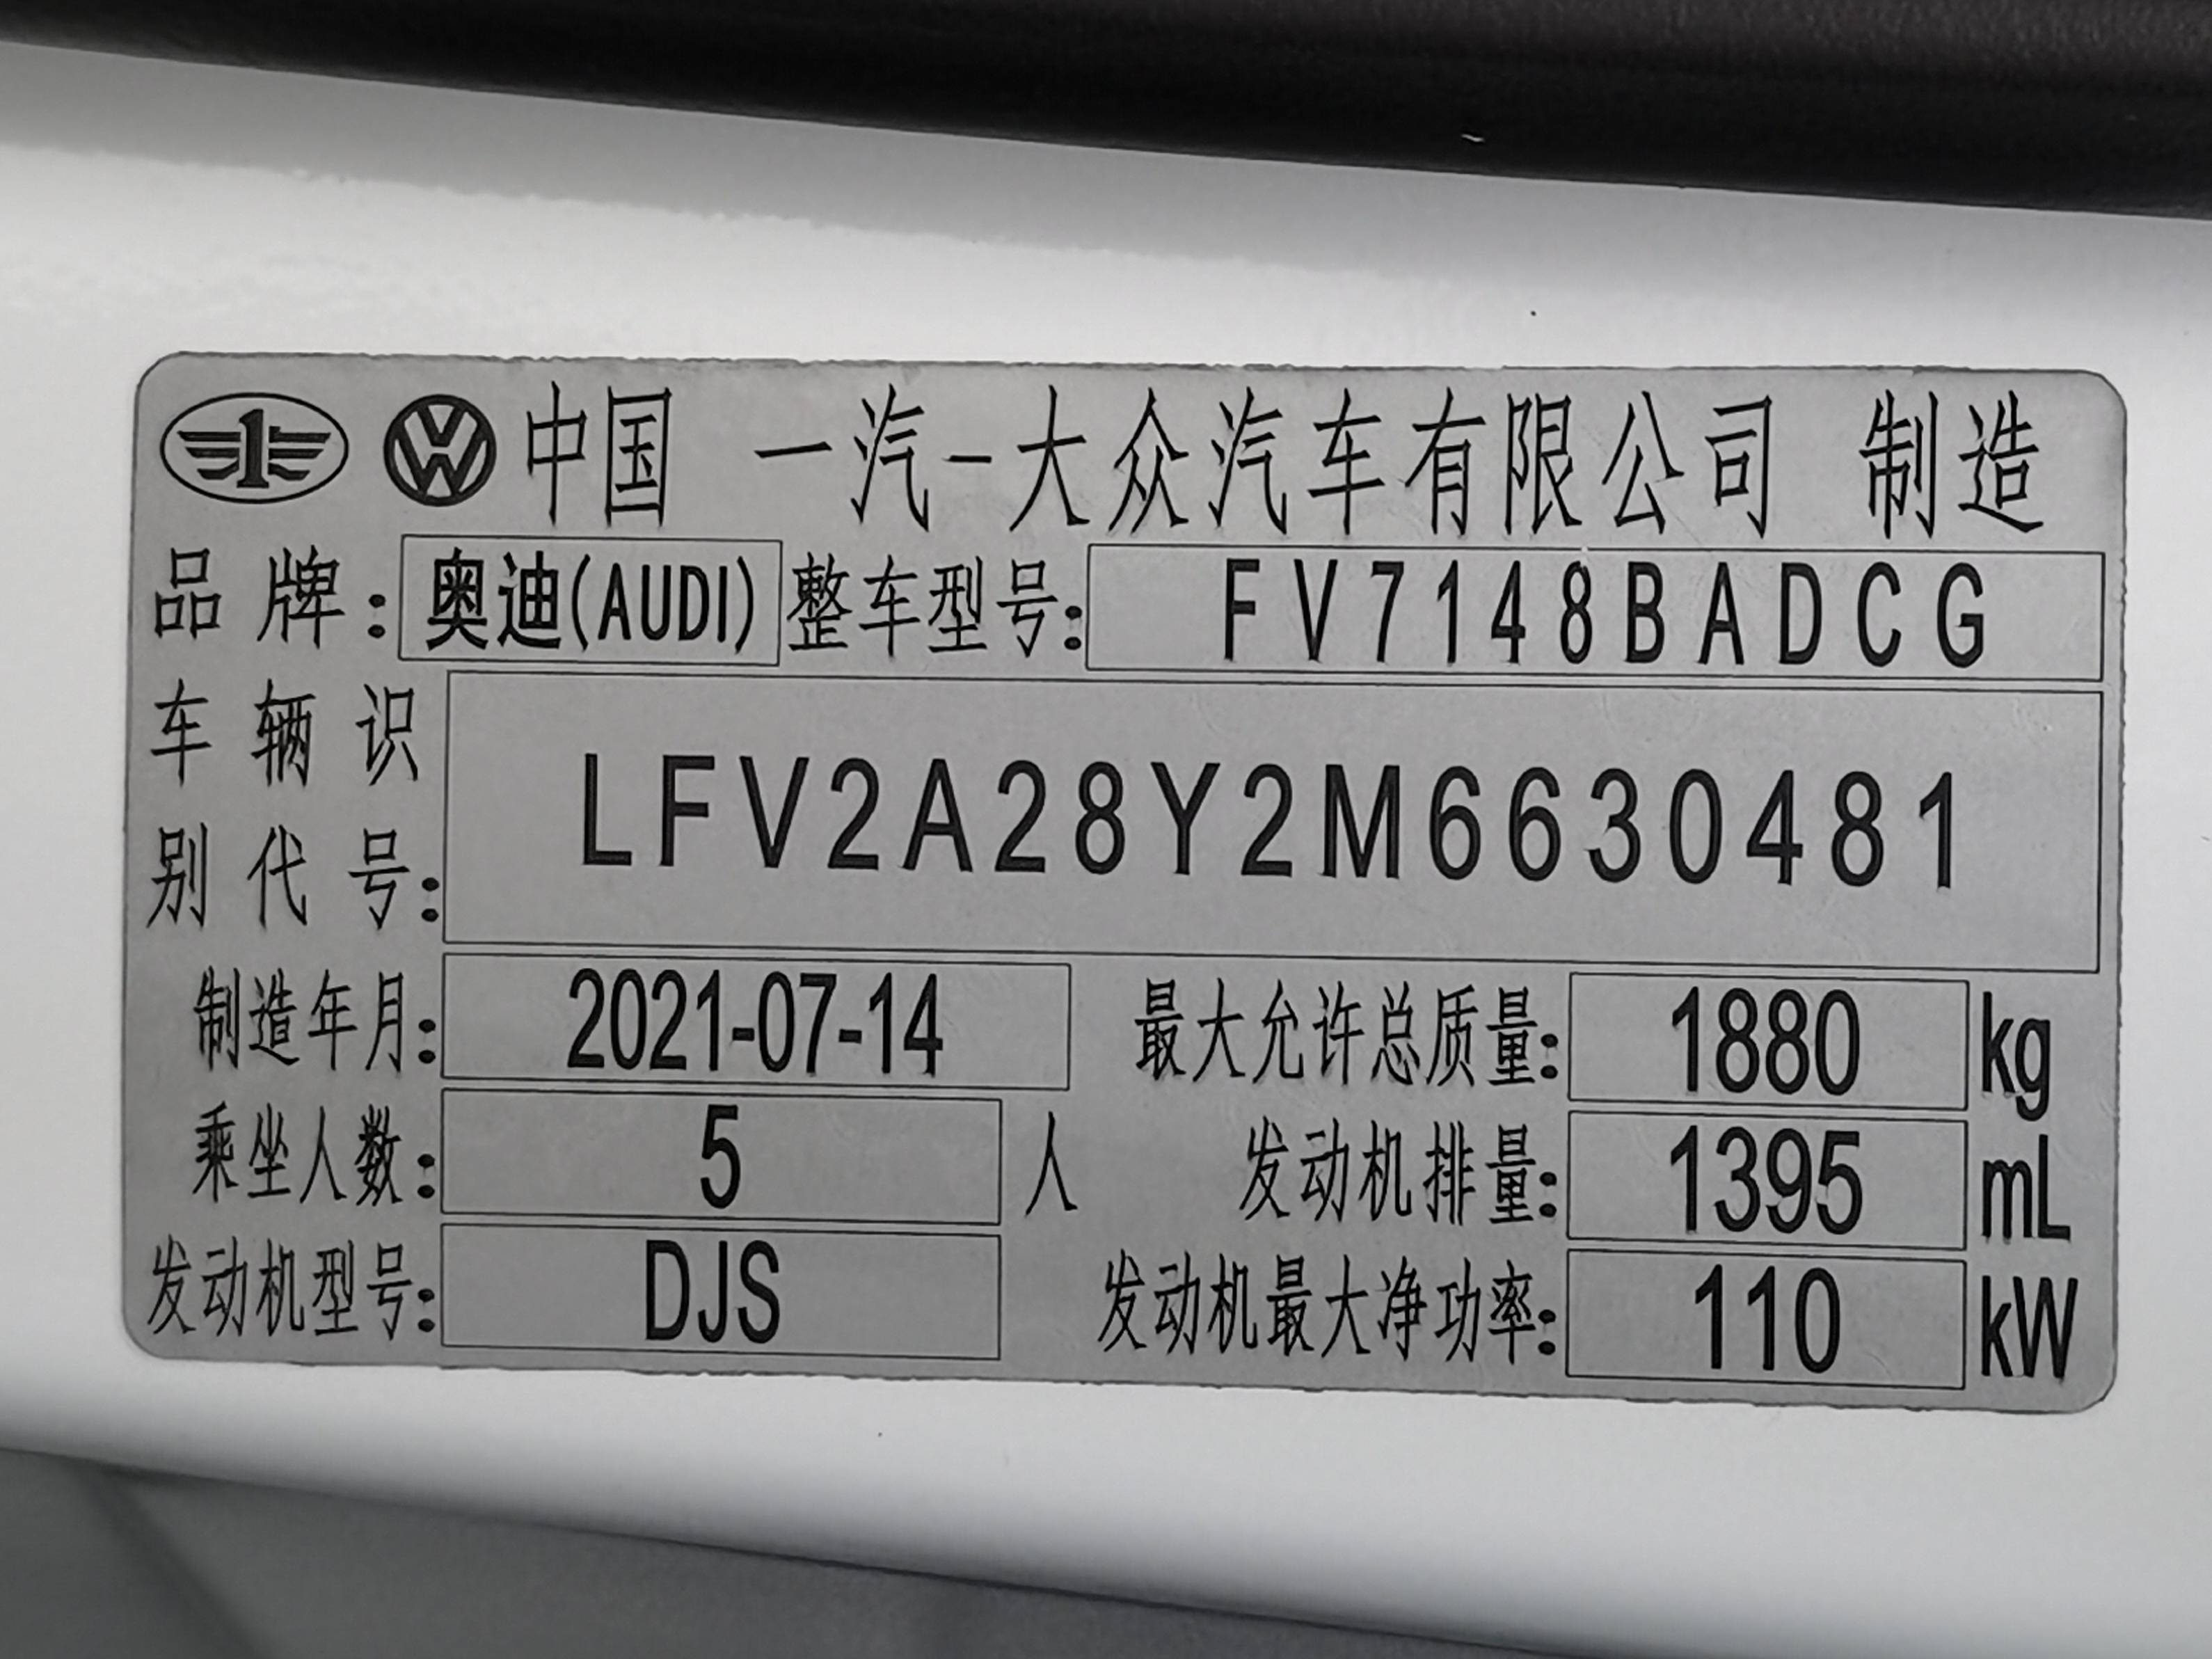 中国 一汽-大众汽车有限公司 制造
品牌: 奥迪(AUDI) 整车型号: FV7148BADCG
车辆识别代号: LFV2A28Y2M6630481
制造年月: 2021-07-14 最大允许总质量: 1880 kg
乘坐人数: 5 人 发动机排量: 1395 mL
发动机型号: DJS 发动机最大净功率: 110 kW